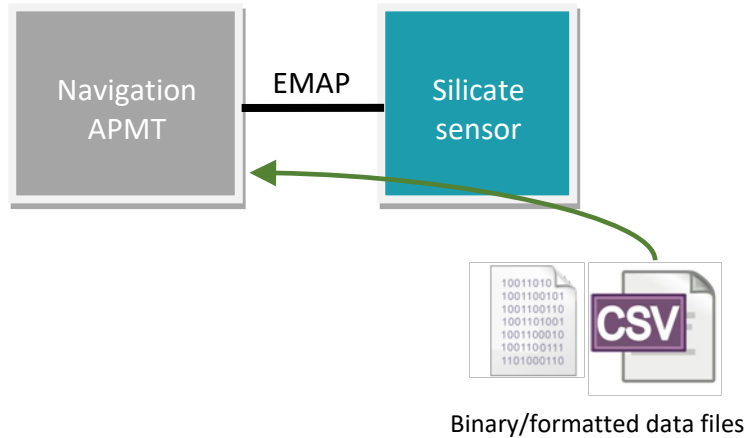 Navigation
APMT
EMAP
Silicate
sensor
10011010
1001100101
1001100110
1001101001
1001100010
1001100111
1101000110
CSV
Binary/formatted data files